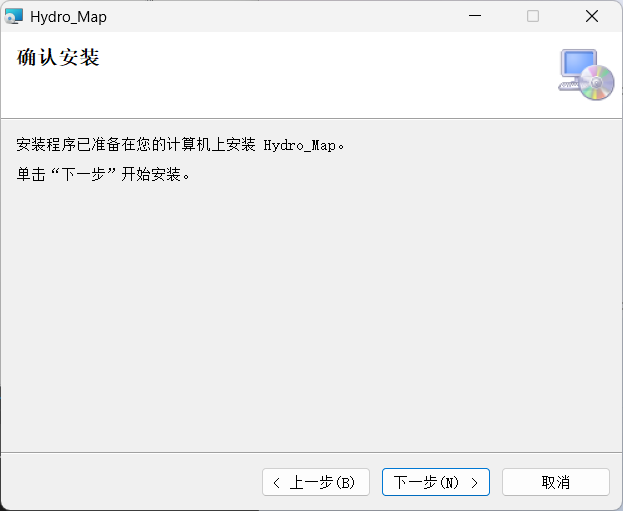 Hydro_Map
确认安装
安装程序已准备在您的计算机上安装 Hydro_Map。
单击“下一步”开始安装。
< 上一步(B)
下一步(N) >
取消